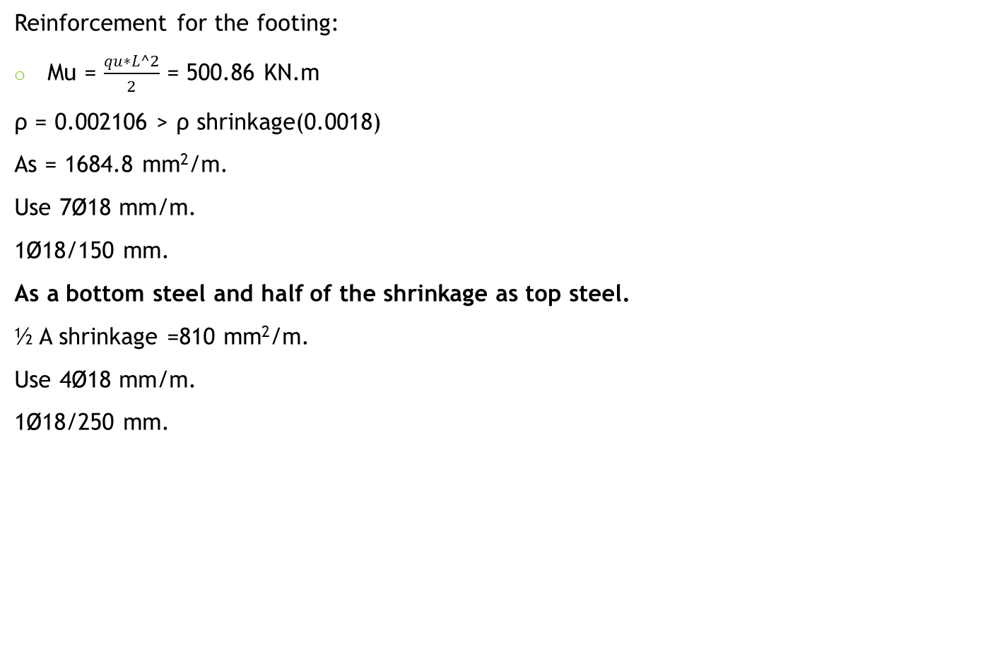 Reinforcement for the footing:
○ Mu = qu*L^2/2 = 500.86 KN.m
ρ = 0.002106 > ρ shrinkage(0.0018)
As = 1684.8 mm²/m.
Use 7Ø18 mm/m.
1Ø18/150 mm.
As a bottom steel and half of the shrinkage as top steel.
½ A shrinkage =810 mm²/m.
Use 4Ø18 mm/m.
1Ø18/250 mm.